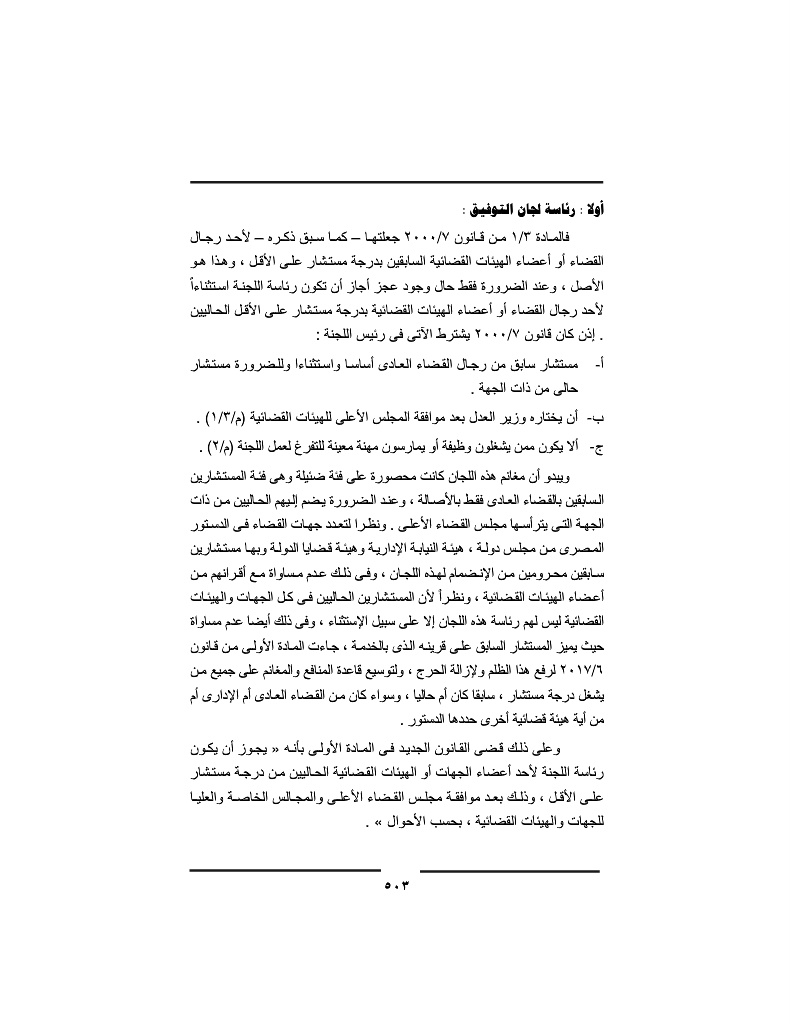 أولا : رئاسة لجان التوفيق :
فالمادة ١/٣ من قانون ٢٠٠٠/٧ جعلتها – كما سبق ذكره – لأحد رجال
القضاء أو أعضاء الهيئات القضائية السابقين بدرجة مستشار على الأقل ، وهذا هو
الأصل ، وعند الضرورة فقط حال وجود عجز أجاز أن تكون رئاسة اللجنة استثناءاً
لأحد رجال القضاء أو أعضاء الهيئات القضائية بدرجة مستشار على الأقل الحاليين
. إذن كان قانون ٢٠٠٠/٧ يشترط الآتى فى رئيس اللجنة :
أ- مستشار سابق من رجال القضاء العادى أساسا واستثناءا وللضرورة مستشار
حالى من ذات الجهة .
ب- أن يختاره وزير العدل بعد موافقة المجلس الأعلى للهيئات القضائية (م/١/٣) .
ج- ألا يكون ممن يشغلون وظيفة أو يمارسون مهنة معينة للتفرغ لعمل اللجنة (م/٢) .
ويبدو أن مغانم هذه اللجان كانت محصورة على فئة ضئيلة وهى فئة المستشارين
السابقين بالقضاء العادى فقط بالأصالة ، وعند الضرورة يضم إليهم الحاليين من ذات
الجهة التى يترأسها مجلس القضاء الأعلى . ونظرا لتعدد جهات القضاء فى الدستور
المصرى من مجلس دولة ، هيئة النيابة الإدارية وهيئة قضايا الدولة وبها مستشارين
سابقين محرومين من الإنضمام لهذه اللجان ، وفى ذلك عدم مساواة مع أقرانهم من
أعضاء الهيئات القضائية ، ونظراً لأن المستشارين الحاليين فى كل الجهات والهيئات
القضائية ليس لهم رئاسة هذه اللجان إلا على سبيل الإستثناء ، وفى ذلك أيضا عدم مساواة
حيث يميز المستشار السابق على قرينه الذى بالخدمة ، جاءت المادة الأولى من قانون
٢٠١٧/٦ لرفع هذا الظلم ولإزالة الحرج ، ولتوسيع قاعدة المنافع والمغانم على جميع من
يشغل درجة مستشار ، سابقا كان أم حاليا ، وسواء كان من القضاء العادى أم الإدارى أم
من أية هيئة قضائية أخرى حددها الدستور .
وعلى ذلك قضى القانون الجديد فى المادة الأولى بأنه « يجوز أن يكون
رئاسة اللجنة لأحد أعضاء الجهات أو الهيئات القضائية الحاليين من درجة مستشار
على الأقل ، وذلك بعد موافقة مجلس القضاء الأعلى والمجالس الخاصة والعليا
للجهات والهيئات القضائية ، بحسب الأحوال » .
٥٠٣